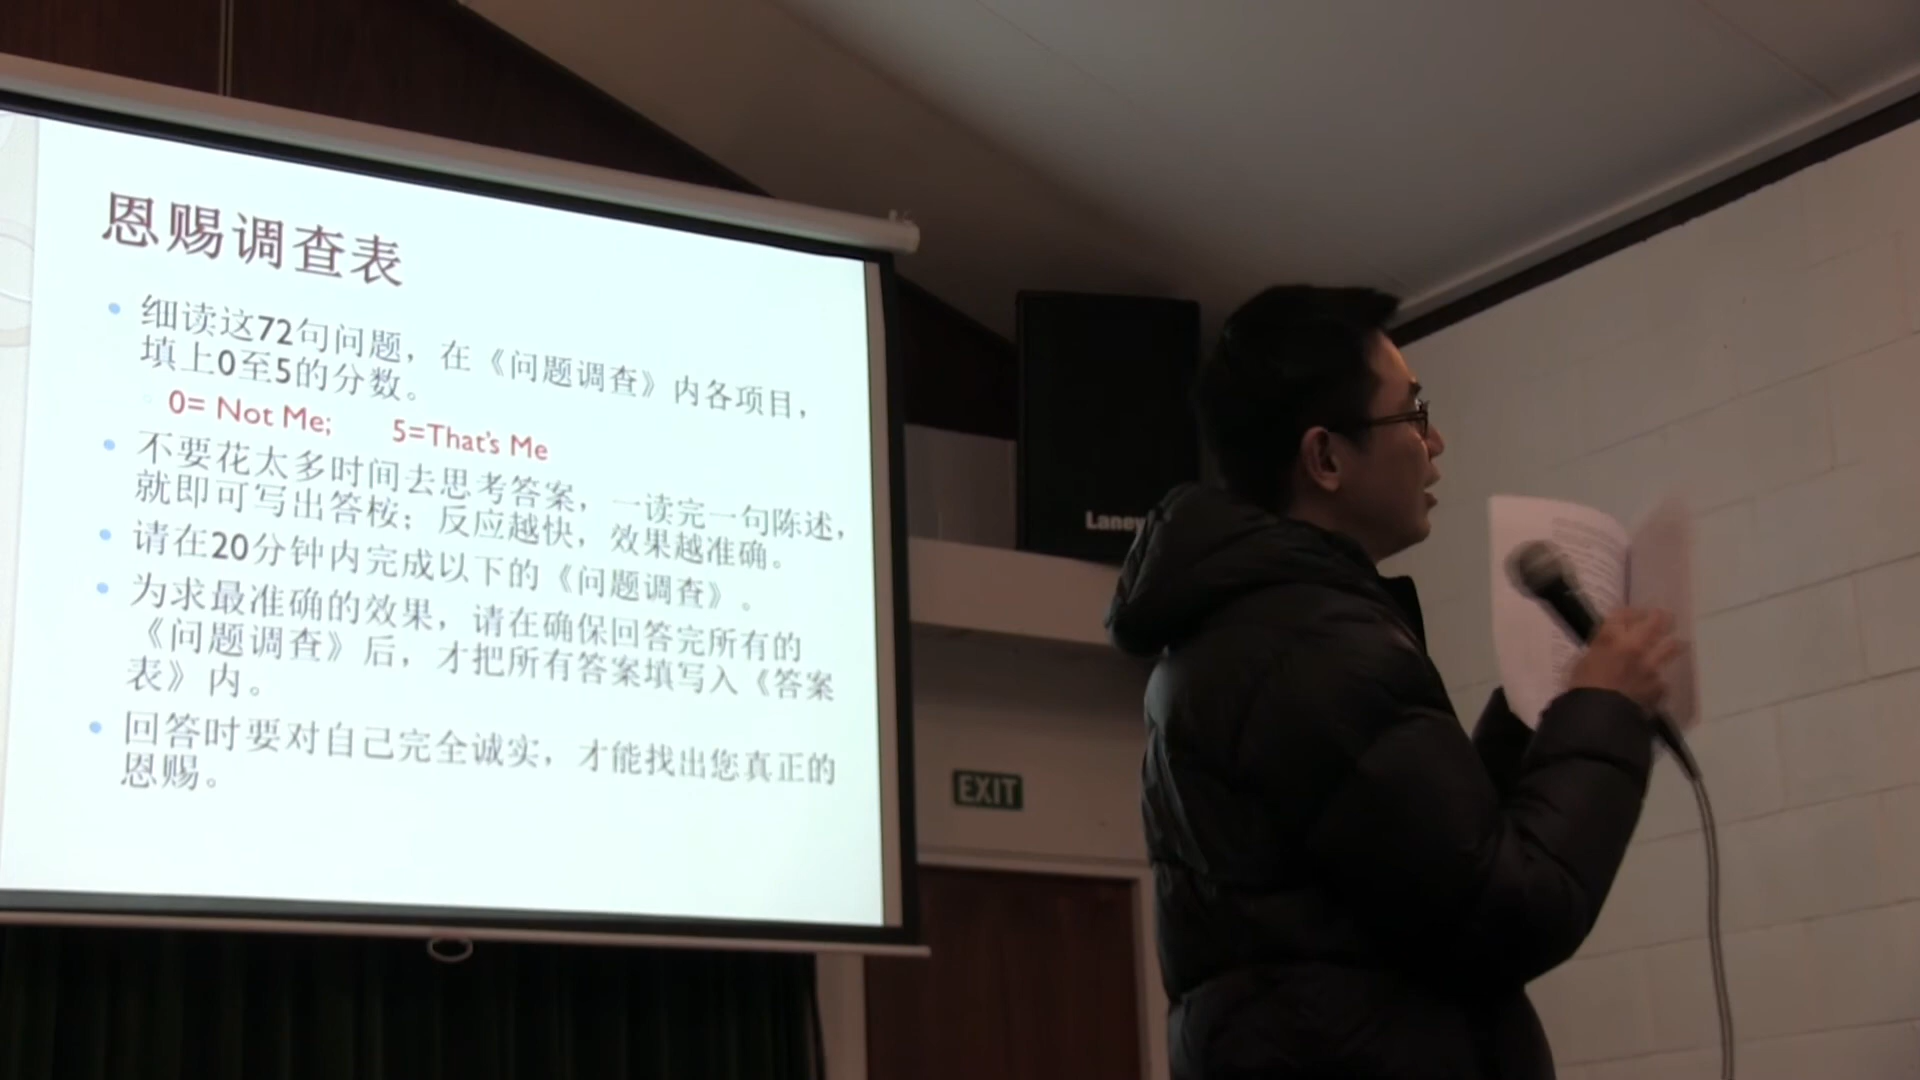 恩赐调查表
细读这72句问题，在《问题调查》内各项目，
填上0至5的分数。
0= Not Me; 5=That's Me
不要花太多时间去思考答案，一读完一句陈述，
就即可写出答桉；反应越快，效果越准确。
请在20分钟内完成以下的《问题调查》。
为求最准确的效果，请在确保回答完所有的
《问题调查》后，才把所有答案填写入《答案
表》内。
回答时要对自己完全诚实，才能找出您真正的
恩赐。
Laney
EXIT